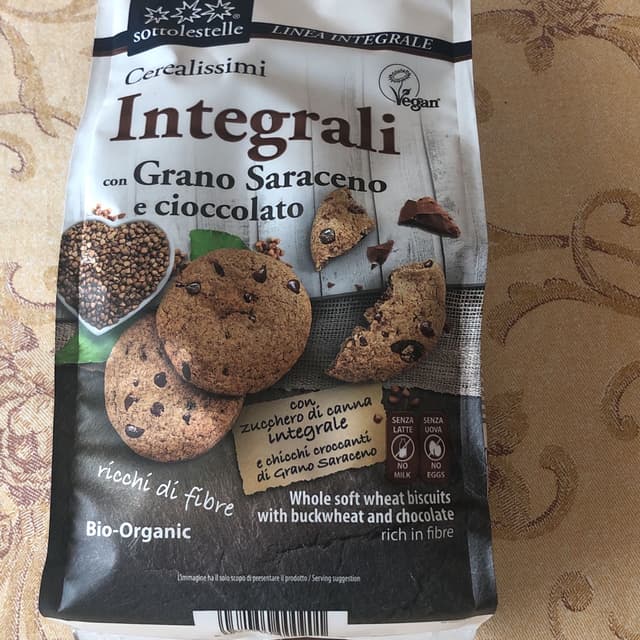 sottolestelle
LINEA INTEGRALE
Cerealissimi
Vegan
Integrali
con Grano Saraceno
e cioccolato
con
zucchero di canna
integrale
e chicchi croccanti
di Grano Saraceno
SENZA LATTE
NO MILK
SENZA UOVA
NO EGGS
ricchi di fibre
Whole soft wheat biscuits
with buckwheat and chocolate
rich in fibre
Bio-Organic
L'immagine ha il solo scopo di presentare il prodotto / Serving suggestion